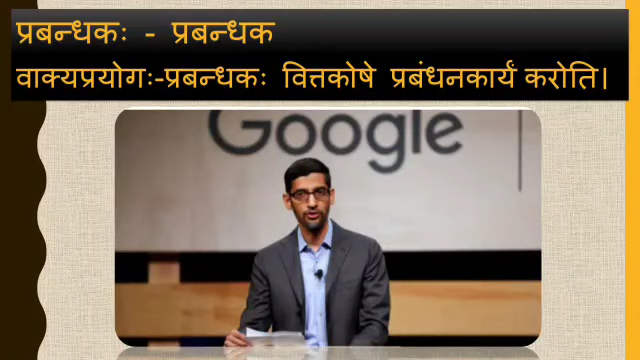 प्रबन्धकः - प्रबन्धक
वाक्यप्रयोगः-प्रबन्धकः वित्तकोषे प्रबंधनकार्यं करोति।
Google